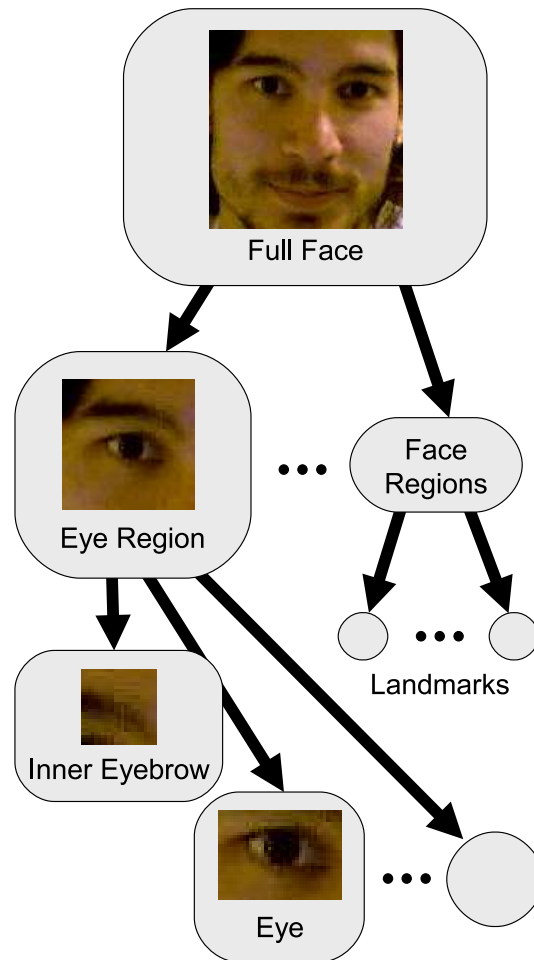 Full Face
Eye Region
Face
Regions
Landmarks
Inner Eyebrow
Eye